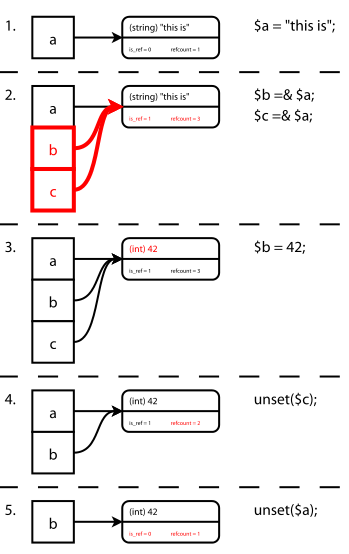 1.
a
(string) "this is"
is_ref = 0 refcount = 1
$a = "this is";
2.
a
b
c
(string) "this is"
is_ref = 1 refcount = 3
$b =& $a;
$c =& $a;
3.
a
b
c
(int) 42
is_ref = 1 refcount = 3
$b = 42;
4.
a
b
(int) 42
is_ref = 1 refcount = 2
unset($c);
5.
b
(int) 42
is_ref = 0 refcount = 1
unset($a);